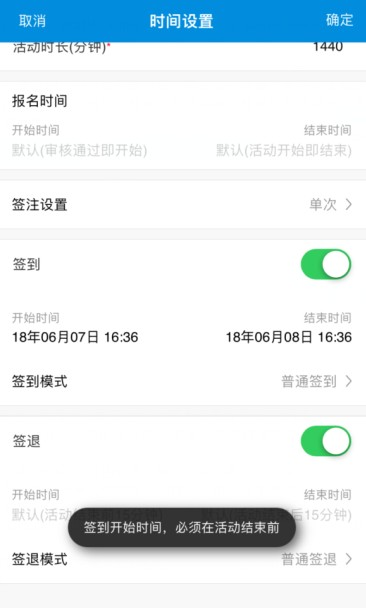 取消 时间设置 确定
活动时长(分钟)* 1440
报名时间
开始时间 结束时间
默认(审核通过即开始) 默认(活动开始即结束)
签注设置 单次
签到
开始时间 结束时间
18年06月07日 16:36 18年06月08日 16:36
签到模式 普通签到
签退
开始时间 结束时间
默认(活动 后15分钟)
签到开始时间，必须在活动结束前
签退模式 普通签退